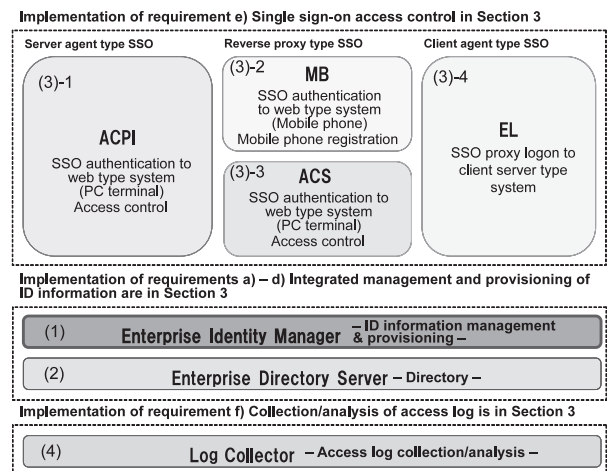 Implementation of requirement e) Single sign-on access control in Section 3
Server agent type SSO
Reverse proxy type SSO
Client agent type SSO
(3)-1
ACPI
SSO authentication to
web type system
(PC terminal)
Access control
(3)-2
MB
SSO authentication
to web type system
(Mobile phone)
Mobile phone registration
(3)-3
ACS
SSO authentication to
web type system
(PC terminal)
Access control
(3)-4
EL
SSO proxy logon to
client server type
system
Implementation of requirements a) – d) Integrated management and provisioning of
ID information are in Section 3
(1)
Enterprise Identity Manager – ID information management
& provisioning –
(2)
Enterprise Directory Server – Directory –
Implementation of requirement f) Collection/analysis of access log is in Section 3
(4)
Log Collector – Access log collection/analysis –